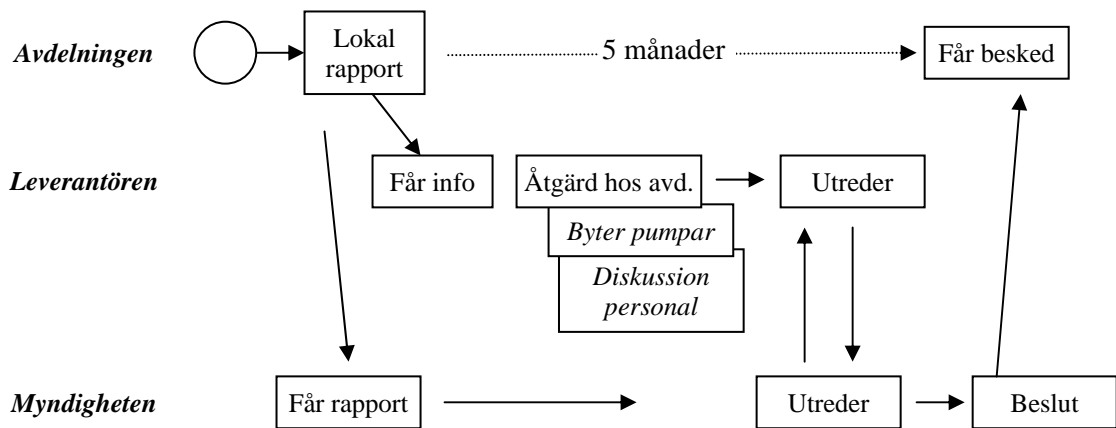 Avdelningen
Lokal
rapport
5 månader
Får besked
Leverantören
Får info
Åtgärd hos avd.
Utreder
Byter pumpar
Diskussion
personal
Myndigheten
Får rapport
Utreder
Beslut